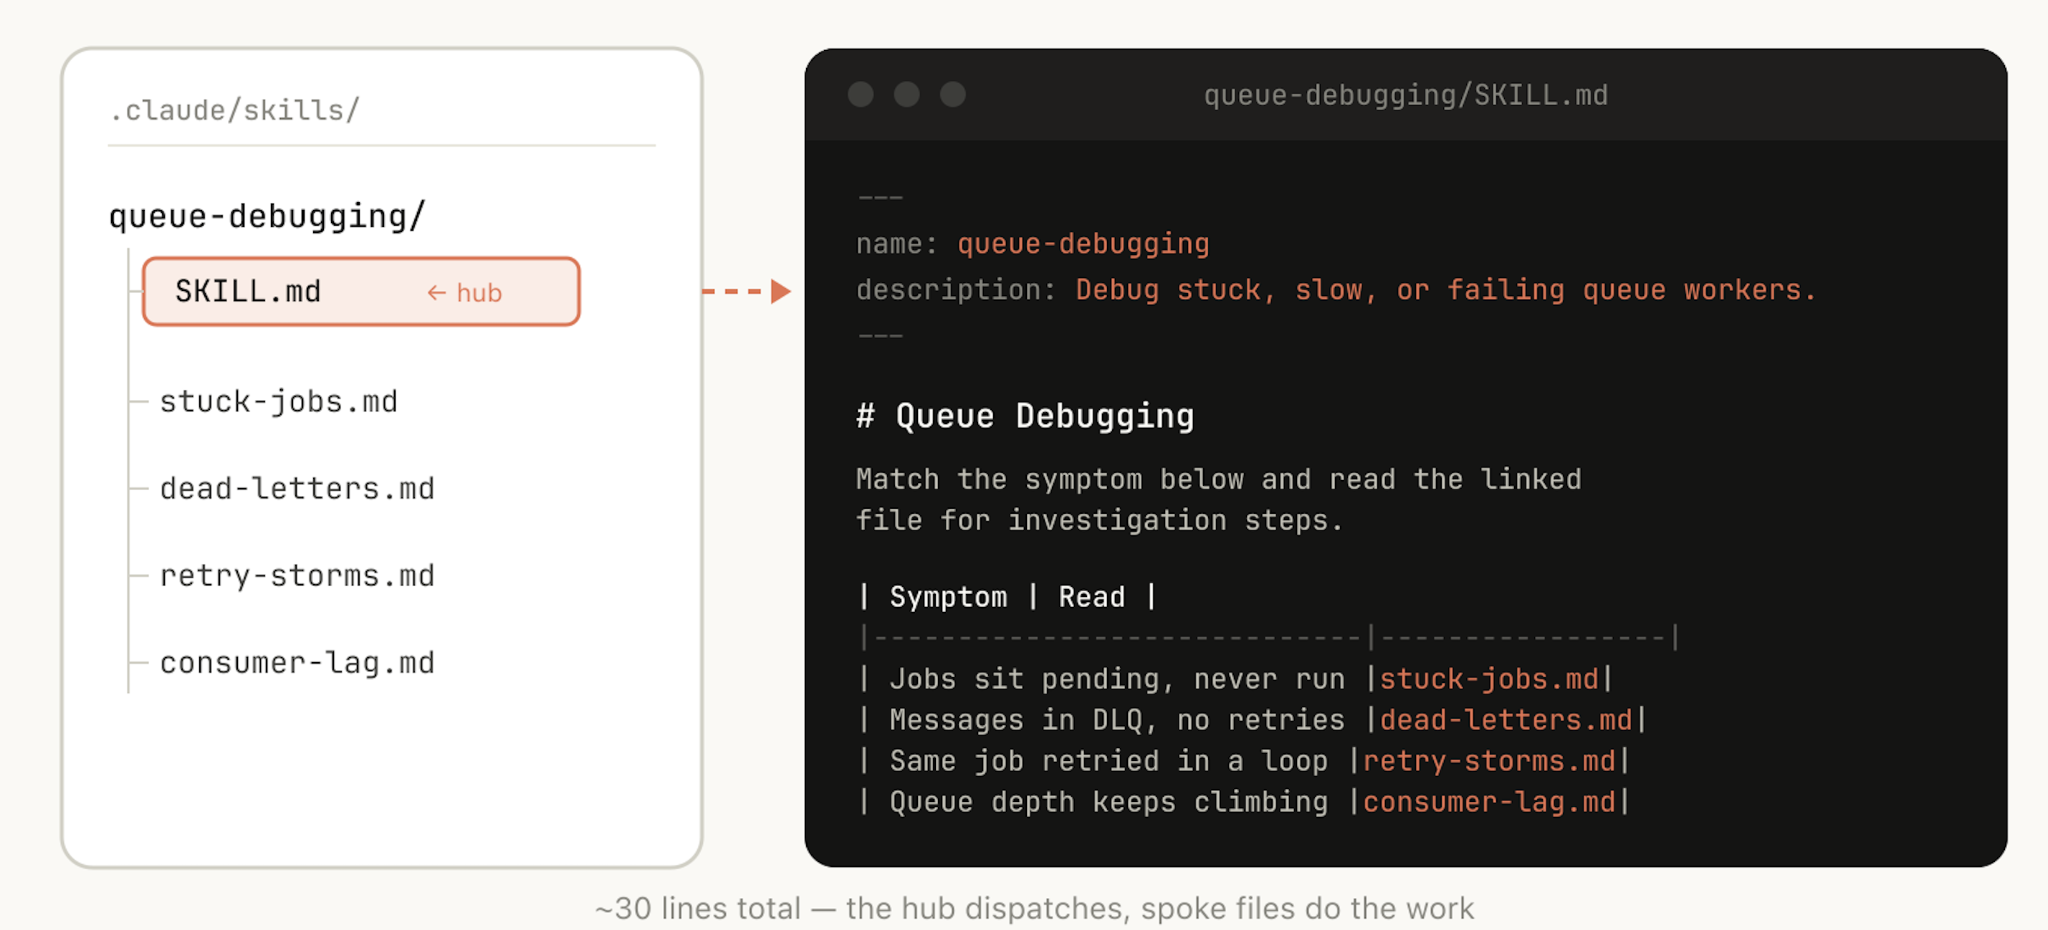 .claude/skills/
queue-debugging/
SKILL.md ← hub
stuck-jobs.md
dead-letters.md
retry-storms.md
consumer-lag.md
queue-debugging/SKILL.md
---
name: queue-debugging
description: Debug stuck, slow, or failing queue workers.
---
# Queue Debugging
Match the symptom below and read the linked
file for investigation steps.
| Symptom | Read |
|-----------------------------|-----------------|
| Jobs sit pending, never run |stuck-jobs.md|
| Messages in DLQ, no retries |dead-letters.md|
| Same job retried in a loop |retry-storms.md|
| Queue depth keeps climbing |consumer-lag.md|
~30 lines total — the hub dispatches, spoke files do the work